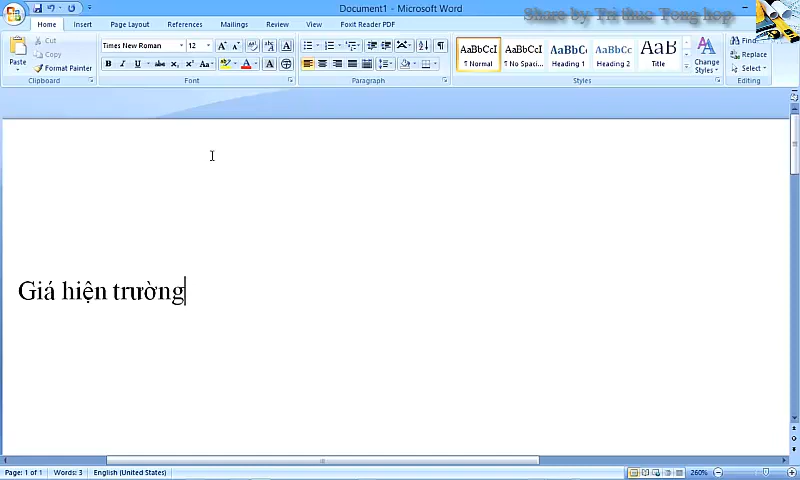 Document1 - Microsoft Word
Share by Tri thuc Tong hop
Home Insert Page Layout References Mailings Review View Foxit Reader PDF
Paste
Cut
Copy
Format Painter
Clipboard
Times New Roman 12
Font
Paragraph
AaBbCcI AaBbCcI AaBbC AaBbCc AaB
¶ Normal ¶ No Spaci... Heading 1 Heading 2 Title
Change Styles
Styles
Find
Replace
Select
Editing
Giá hiện trường
Page: 1 of 1 Words: 3 English (United States) 260%